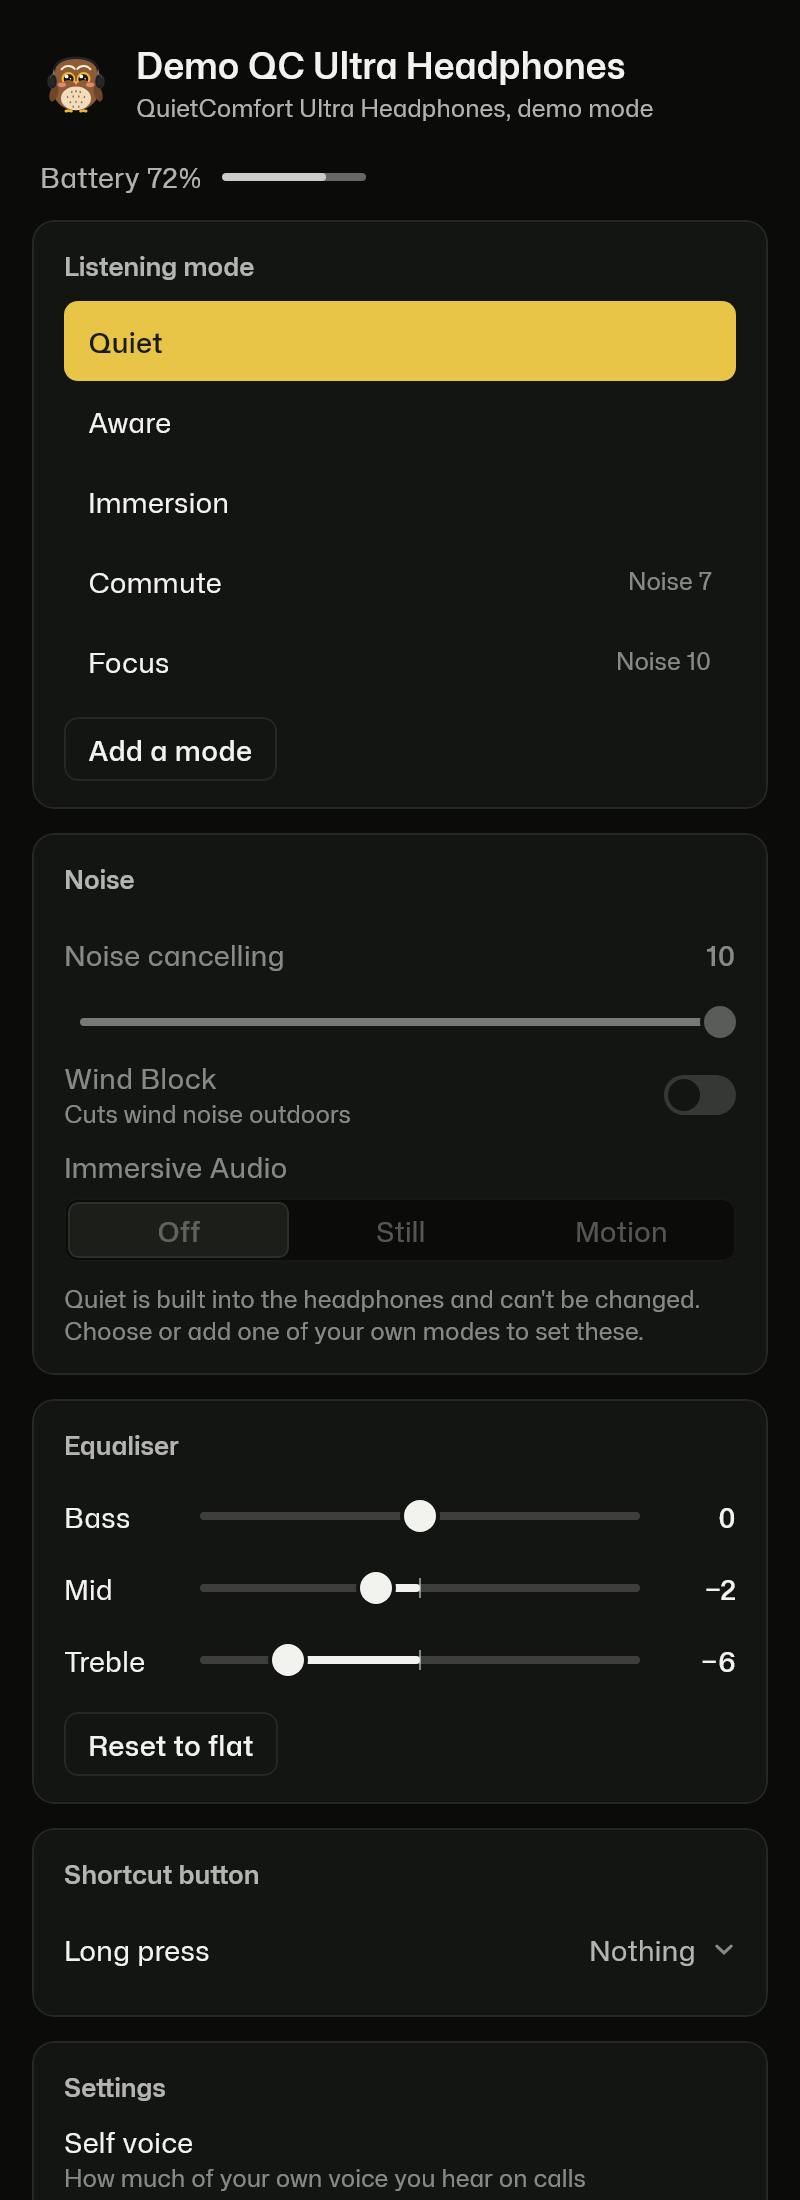 Demo QC Ultra Headphones
QuietComfort Ultra Headphones, demo mode
Battery 72%
Listening mode
Quiet
Aware
Immersion
Commute Noise 7
Focus Noise 10
Add a mode
Noise
Noise cancelling 10
Wind Block
Cuts wind noise outdoors
Immersive Audio
Off Still Motion
Quiet is built into the headphones and can't be changed.
Choose or add one of your own modes to set these.
Equaliser
Bass 0
Mid −2
Treble −6
Reset to flat
Shortcut button
Long press Nothing
Settings
Self voice
How much of your own voice you hear on calls